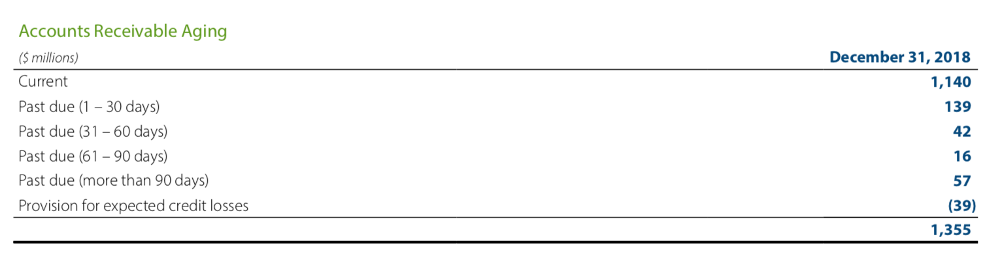 Accounts Receivable Aging
($ millions) December 31, 2018
Current 1,140
Past due (1 – 30 days) 139
Past due (31 – 60 days) 42
Past due (61 – 90 days) 16
Past due (more than 90 days) 57
Provision for expected credit losses (39)
1,355